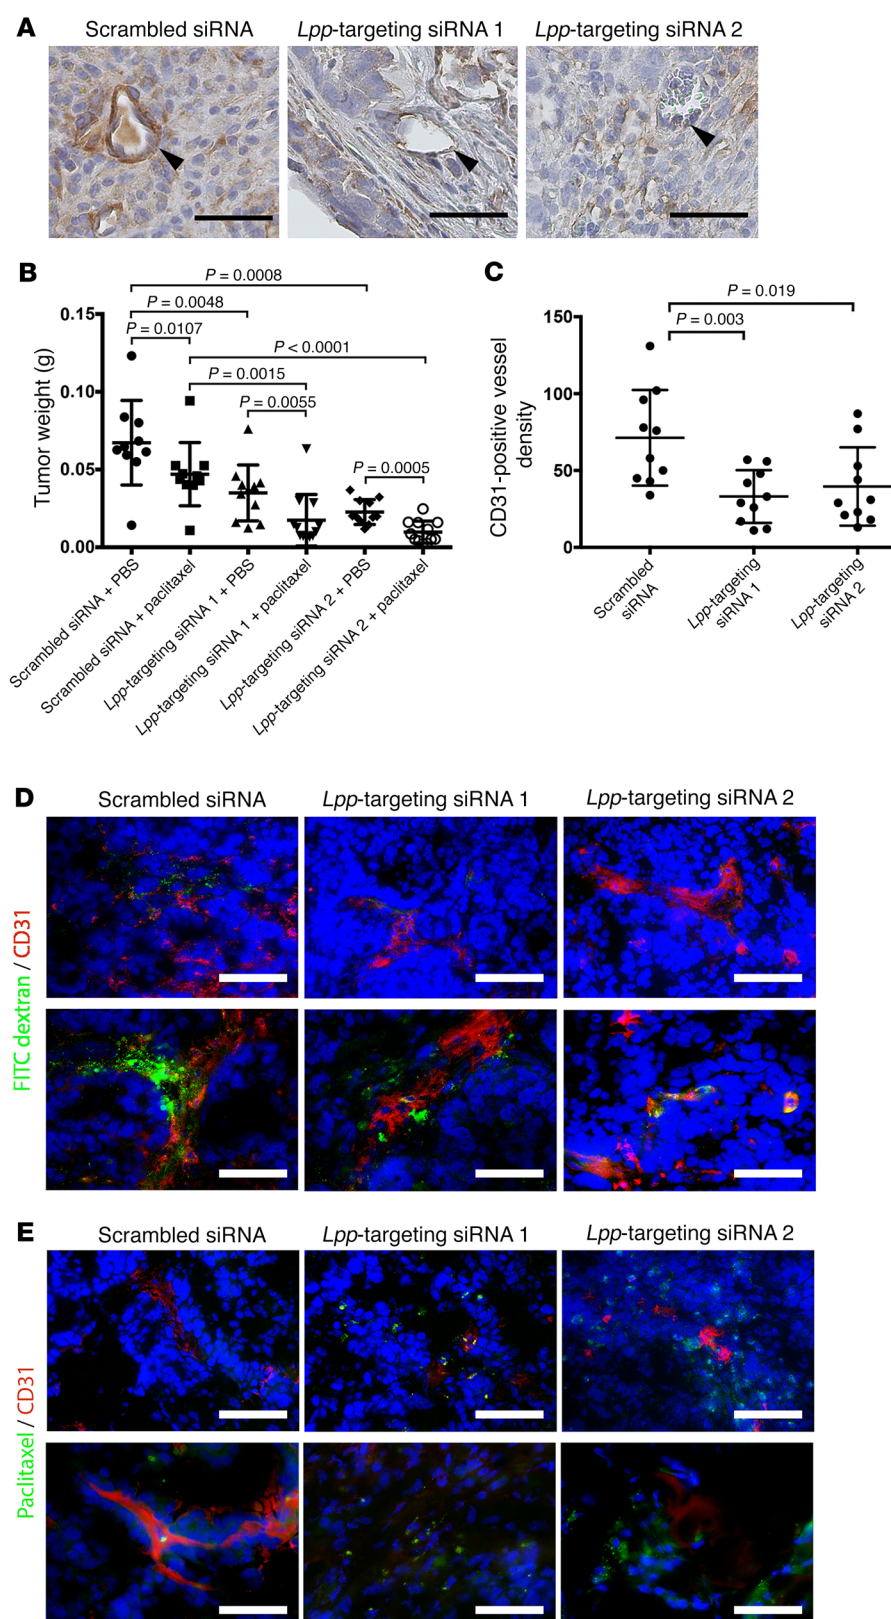 A
Scrambled siRNA
Lpp-targeting siRNA 1
Lpp-targeting siRNA 2
B
P = 0.0008
P = 0.0048
P = 0.0107
P < 0.0001
P = 0.0015
P = 0.0055
P = 0.0005
Tumor weight (g)
0.15
0.10
0.05
0.00
Scrambled siRNA + PBS
Scrambled siRNA + paclitaxel
Lpp-targeting siRNA 1 + PBS
Lpp-targeting siRNA 1 + paclitaxel
Lpp-targeting siRNA 2 + PBS
Lpp-targeting siRNA 2 + paclitaxel
C
P = 0.019
P = 0.003
CD31-positive vessel
density
150
100
50
0
Scrambled
siRNA
Lpp-targeting
siRNA 1
Lpp-targeting
siRNA 2
D
Scrambled siRNA
Lpp-targeting siRNA 1
Lpp-targeting siRNA 2
FITC dextran / CD31
E
Scrambled siRNA
Lpp-targeting siRNA 1
Lpp-targeting siRNA 2
Paclitaxel / CD31